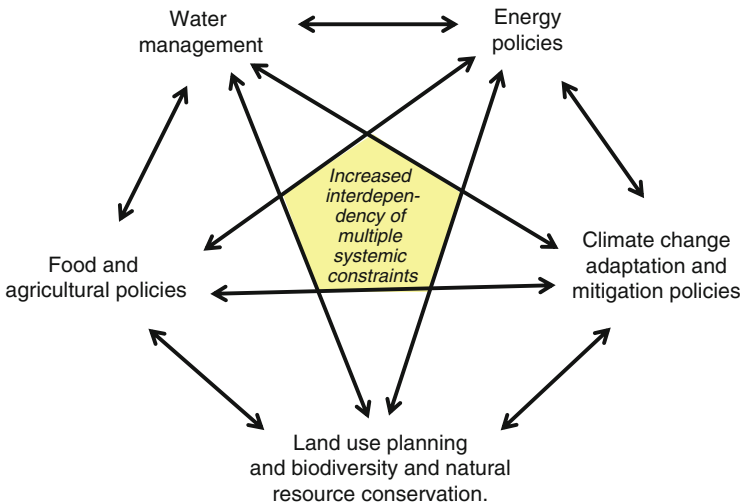 Water
management
Energy
policies
Increased
interdepen-
dency of
multiple
systemic
constraints
Food and
agricultural policies
Climate change
adaptation and
mitigation policies
Land use planning
and biodiversity and natural
resource conservation.